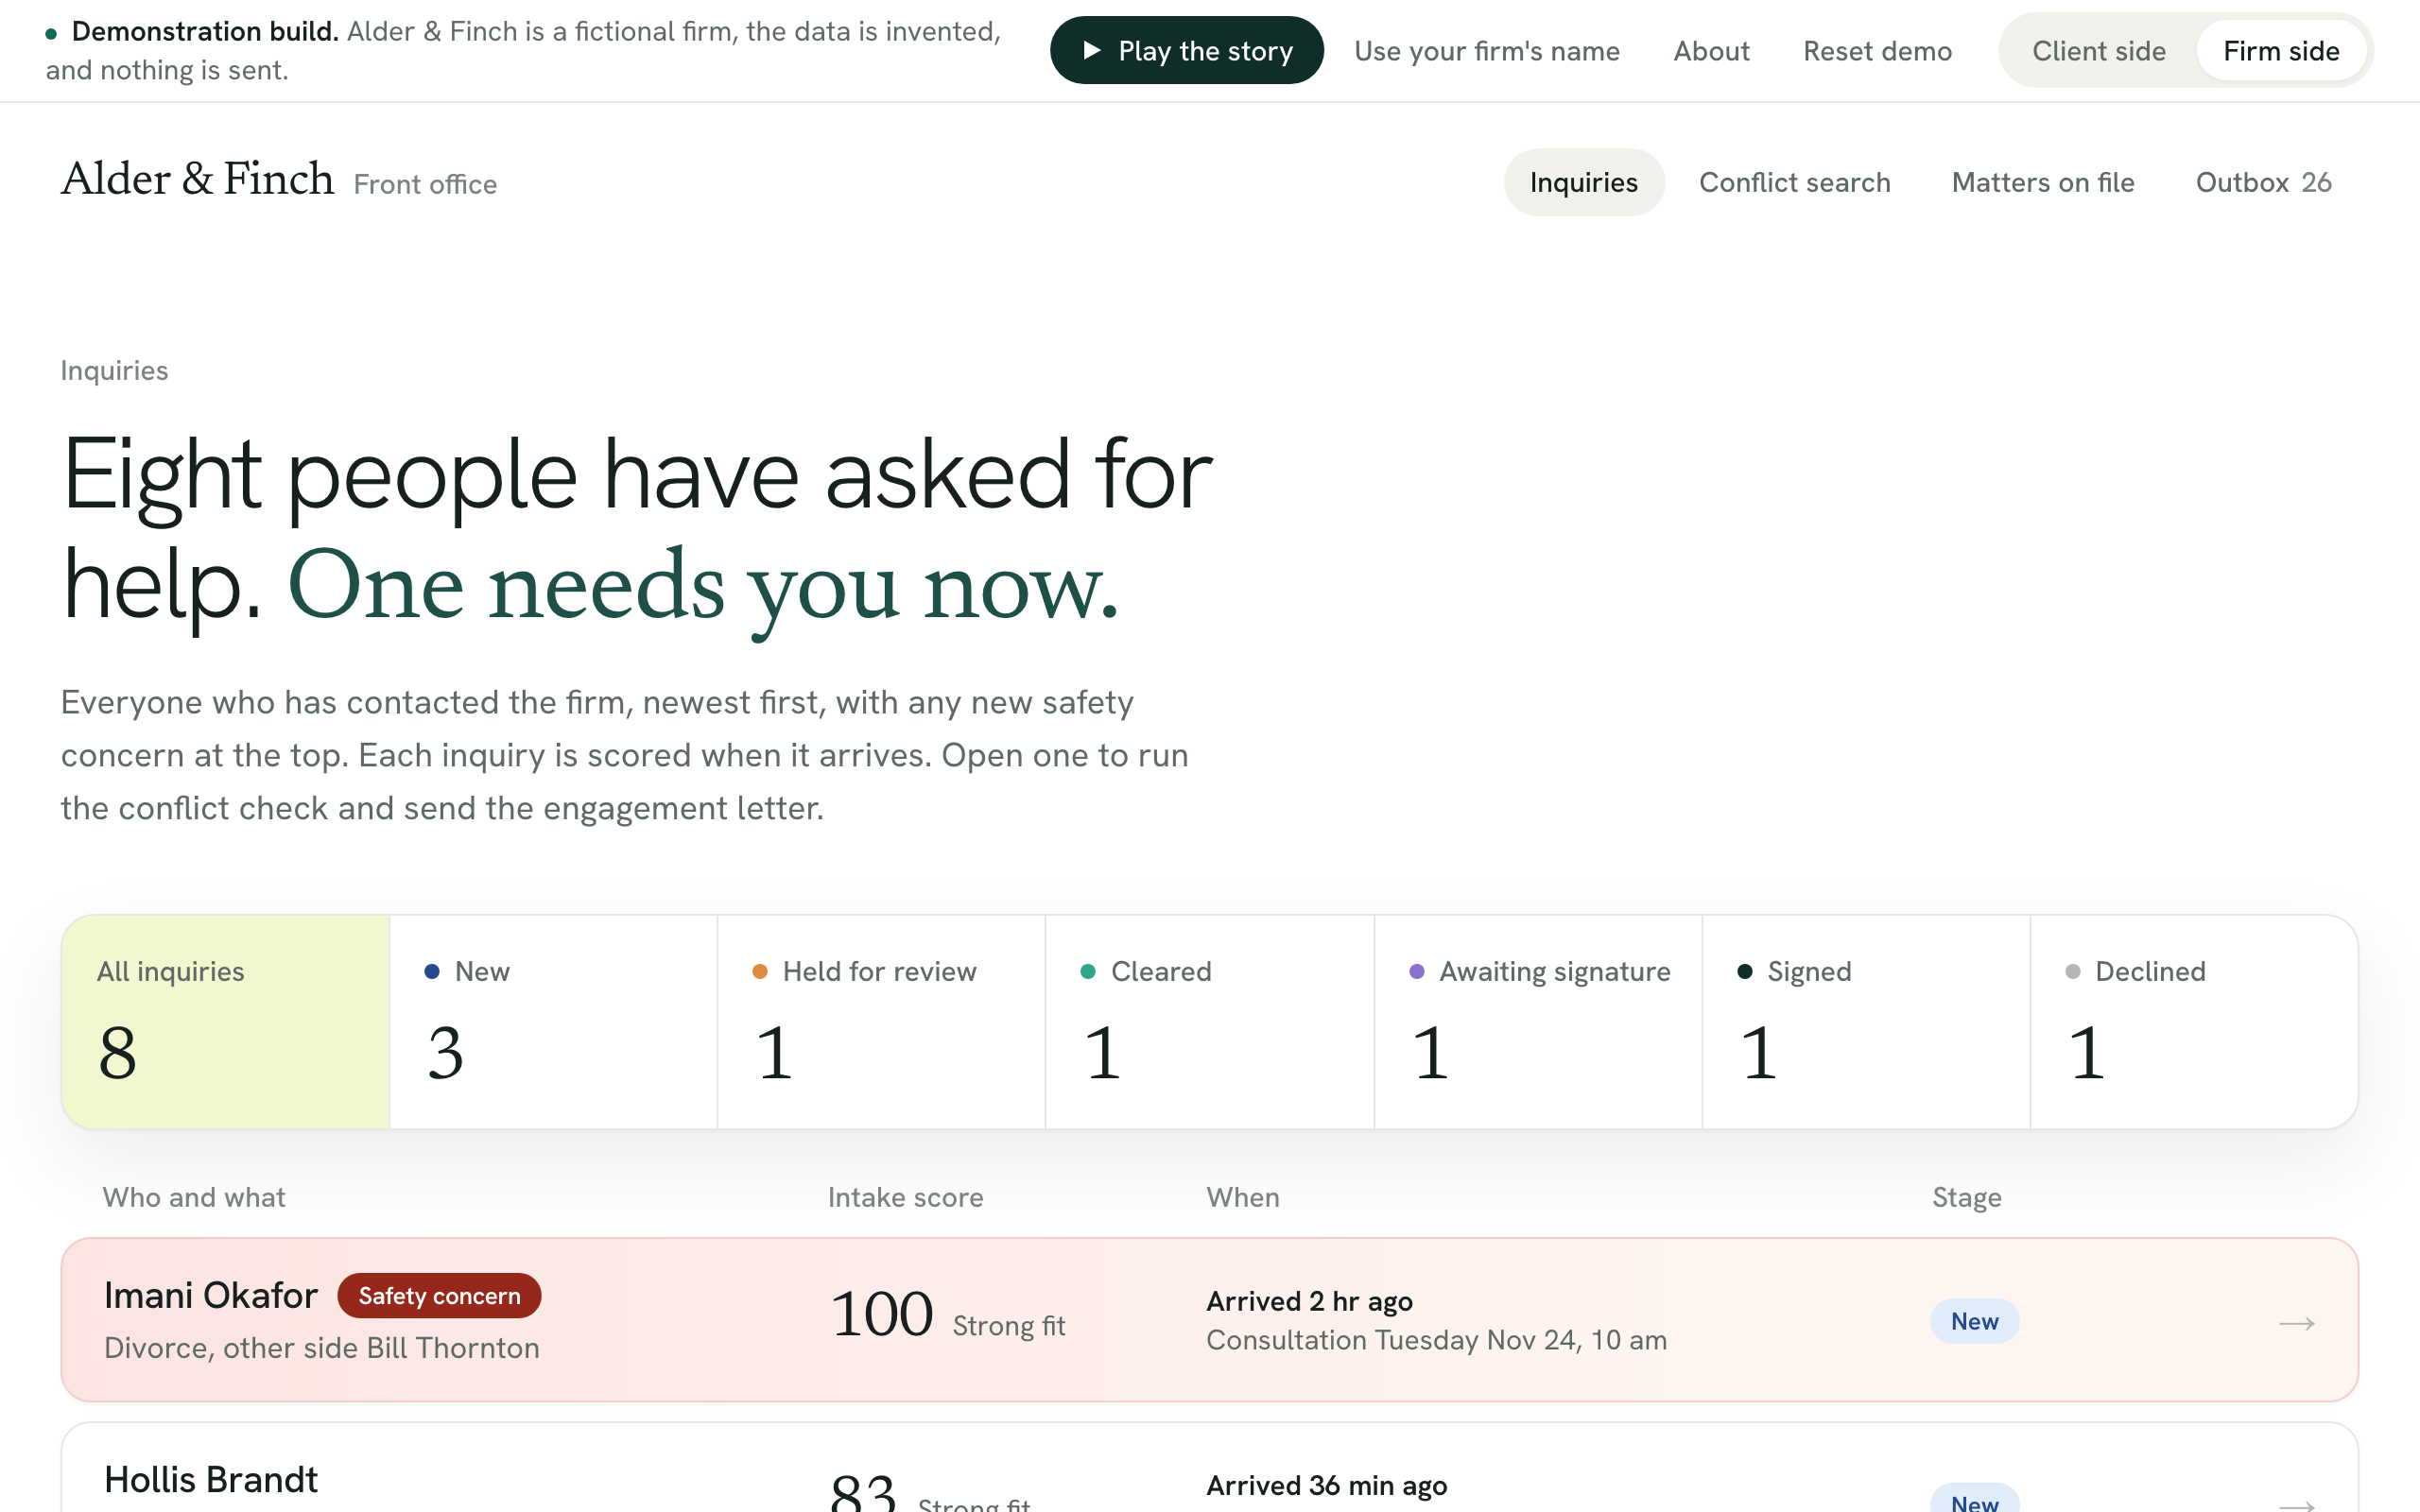 Demonstration build. Alder & Finch is a fictional firm, the data is invented,
and nothing is sent.
Play the story
Use your firm's name
About
Reset demo
Client side
Firm side
Alder & Finch Front office
Inquiries
Conflict search
Matters on file
Outbox 26
Inquiries
Eight people have asked for
help. One needs you now.
Everyone who has contacted the firm, newest first, with any new safety
concern at the top. Each inquiry is scored when it arrives. Open one to run
the conflict check and send the engagement letter.
All inquiries
8
New
3
Held for review
1
Cleared
1
Awaiting signature
1
Signed
1
Declined
1
Who and what
Intake score
When
Stage
Imani Okafor Safety concern
Divorce, other side Bill Thornton
100 Strong fit
Arrived 2 hr ago
Consultation Tuesday Nov 24, 10 am
New
Hollis Brandt
83 Strong fit
Arrived 36 min ago
New